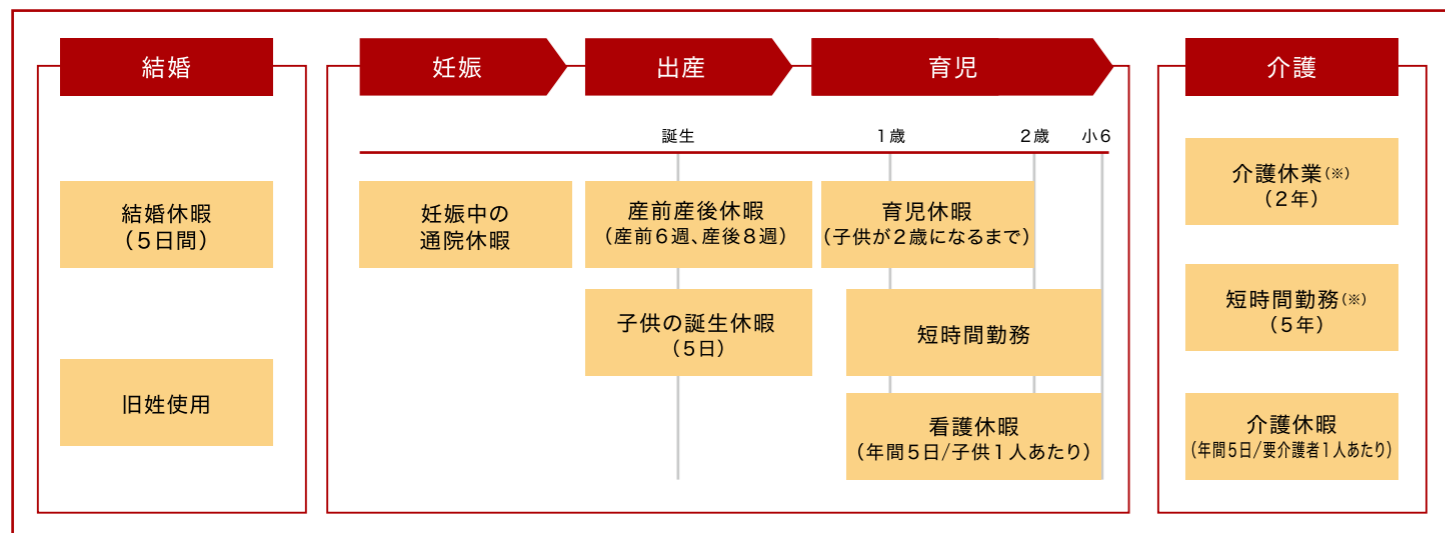 結婚
結婚休暇
（5日間）
旧姓使用
妊娠
出産
育児
誕生
1歳
2歳
小6
妊娠中の
通院休暇
産前産後休暇
（産前6週、産後8週）
育児休暇
（子供が2歳になるまで）
子供の誕生休暇
（5日）
短時間勤務
看護休暇
（年間5日/子供1人あたり）
介護
介護休業(※)
（2年）
短時間勤務(※)
（5年）
介護休暇
（年間5日/要介護者1人あたり）